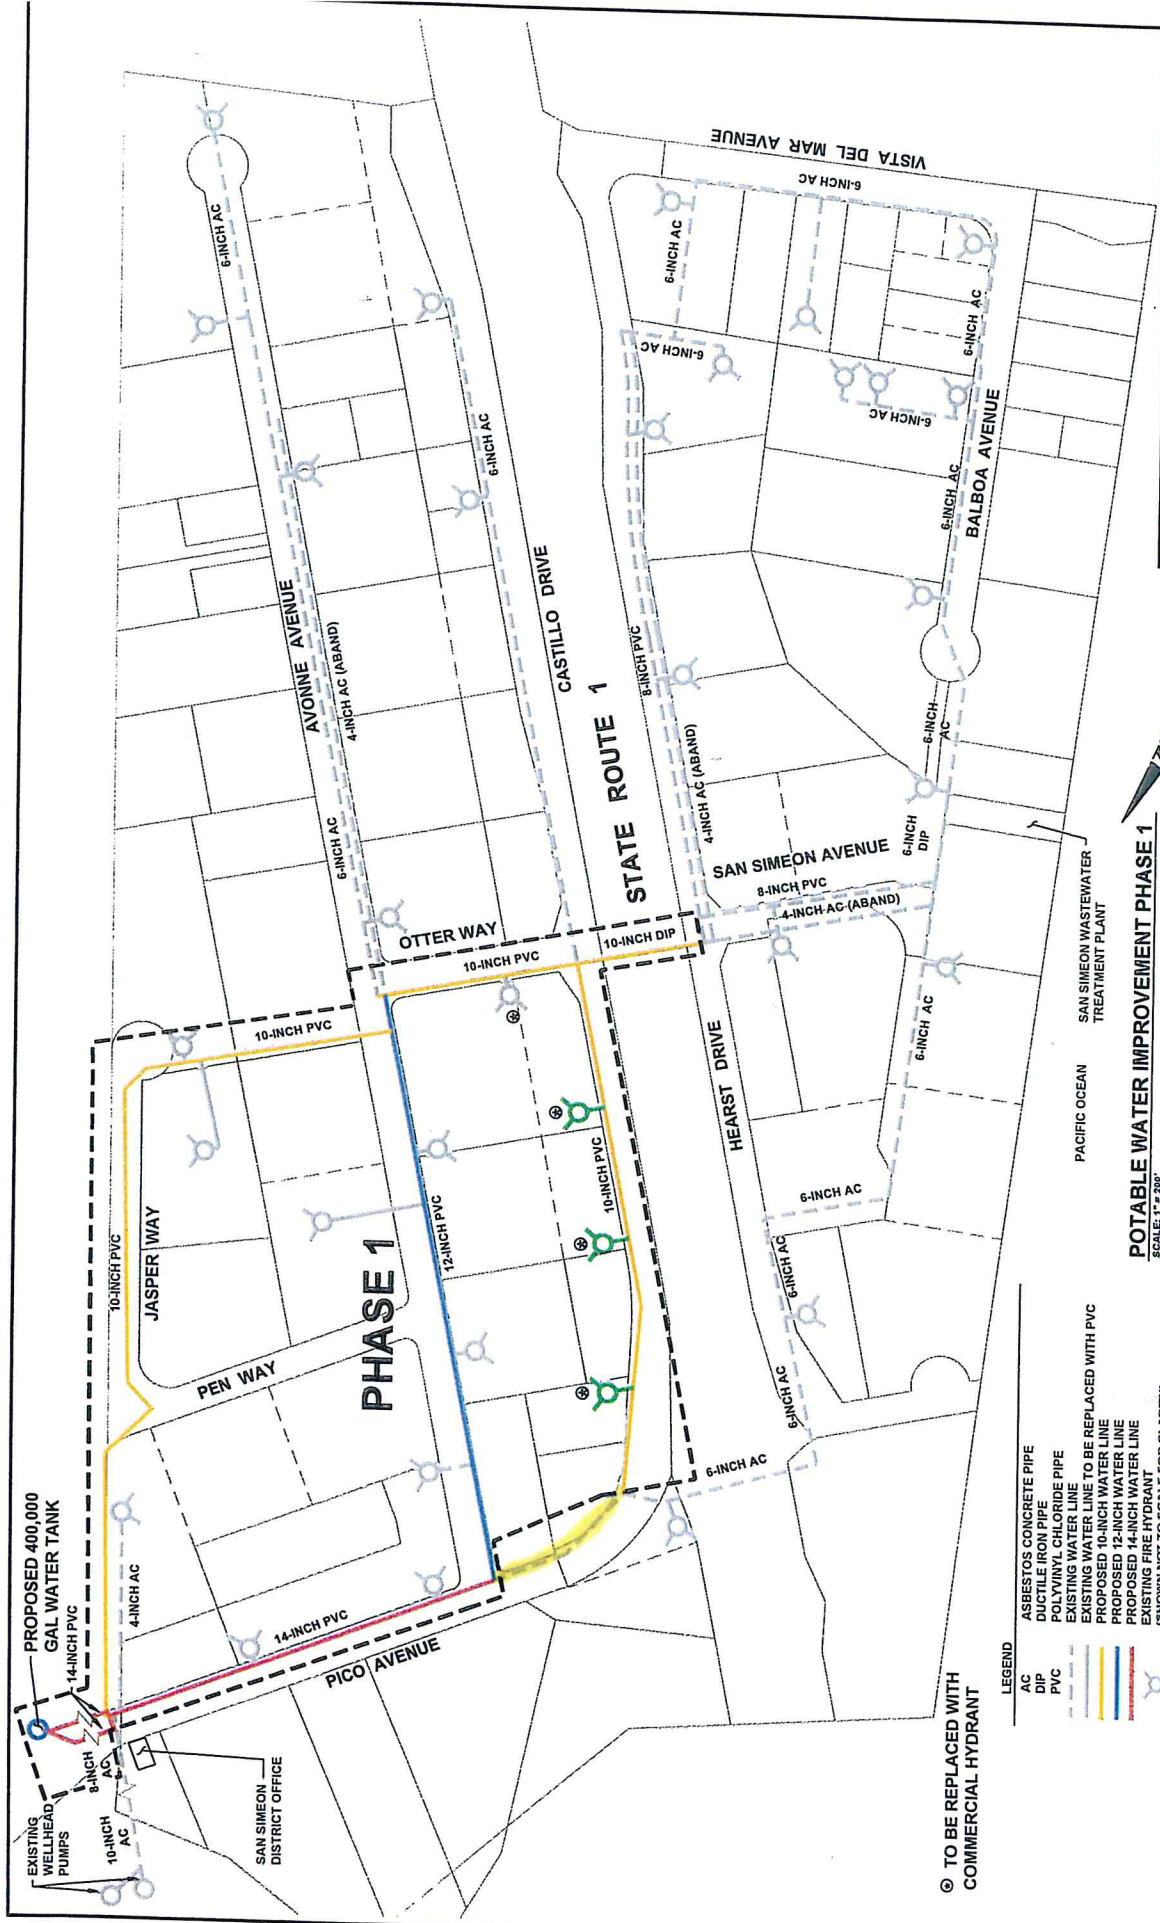 PROPOSED 400,000
GAL WATER TANK
14-INCH PVC
EXISTING
WELLHEAD
PUMPS
8-INCH
AC
10-INCH
AC
SAN SIMEON
DISTRICT OFFICE
4-INCH AC
10-INCH PVC
JASPER WAY
PEN WAY
10-INCH PVC
14-INCH PVC
PICO AVENUE
PHASE 1
12-INCH PVC
OTTER WAY
10-INCH PVC
10-INCH DIP
10-INCH PVC
6-INCH AC
AVONNE AVENUE
4-INCH AC (ABAND)
6-INCH AC
6-INCH AC
CASTILLO DRIVE
STATE ROUTE 1
HEARST DRIVE
8-INCH PVC
4-INCH AC (ABAND)
SAN SIMEON AVENUE
8-INCH PVC
4-INCH AC (ABAND)
6-INCH
DIP
6-INCH
AC
6-INCH AC
BALBOA AVENUE
6-INCH AC
6-INCH AC
6-INCH AC
6-INCH AC
6-INCH AC
VISTA DEL MAR AVENUE
6-INCH AC
6-INCH AC
6-INCH AC
6-INCH AC
6-INCH AC
PACIFIC OCEAN
SAN SIMEON WASTEWATER
TREATMENT PLANT
TO BE REPLACED WITH
COMMERCIAL HYDRANT
LEGEND
AC ASBESTOS CONCRETE PIPE
DIP DUCTILE IRON PIPE
PVC POLYVINYL CHLORIDE PIPE
EXISTING WATER LINE
EXISTING WATER LINE TO BE REPLACED WITH PVC
PROPOSED 10-INCH WATER LINE
PROPOSED 12-INCH WATER LINE
PROPOSED 14-INCH WATER LINE
EXISTING FIRE HYDRANT
POTABLE WATER IMPROVEMENT PHASE 1
SCALE: 1" = 200'